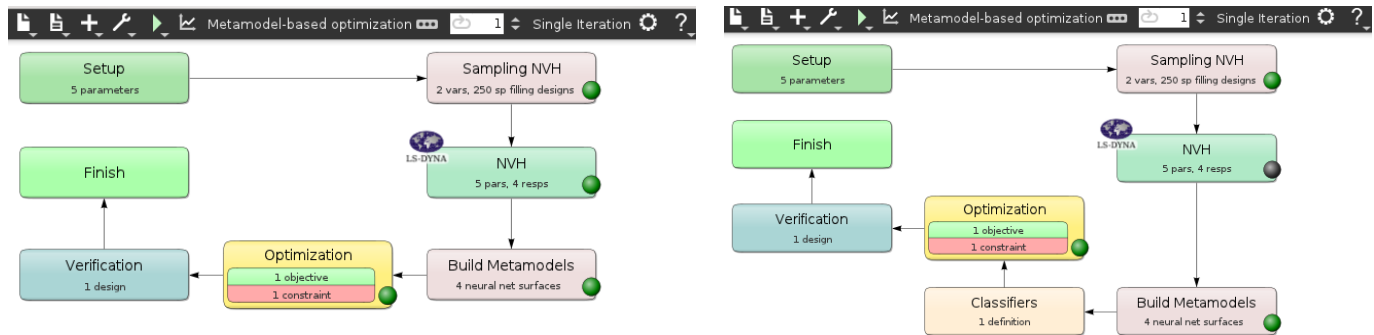 Metamodel-based optimization 1 Single Iteration ?
Setup
5 parameters
Sampling NVH
2 vars, 250 sp filling designs
LS-DYNA
NVH
5 pars, 4 resps
Finish
Verification
1 design
Optimization
1 objective
1 constraint
Build Metamodels
4 neural net surfaces
Metamodel-based optimization 1 Single Iteration ?
Setup
5 parameters
Sampling NVH
2 vars, 250 sp filling designs
LS-DYNA
NVH
5 pars, 4 resps
Finish
Verification
1 design
Optimization
1 objective
1 constraint
Classifiers
1 definition
Build Metamodels
4 neural net surfaces